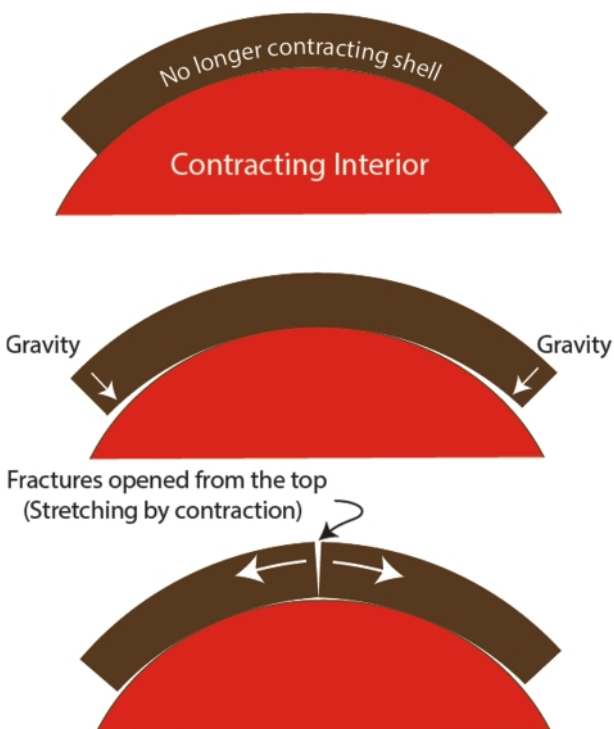 No longer contracting shell
Contracting Interior
Gravity
Gravity
Fractures opened from the top
(Stretching by contraction)